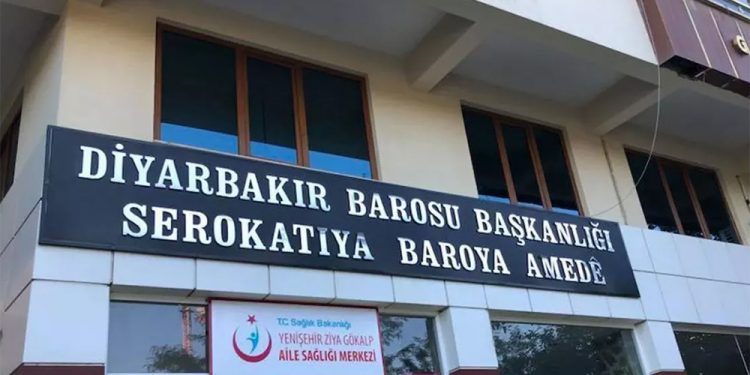 DİYARBAKIR BAROSU BAŞKANLIĞI
SEROKATIYA BAROYA AMEDÊ
T.C. Sağlık Bakanlığı
YENİŞEHİR ZİYA GÖKALP
AİLE SAĞLIĞI MERKEZİ